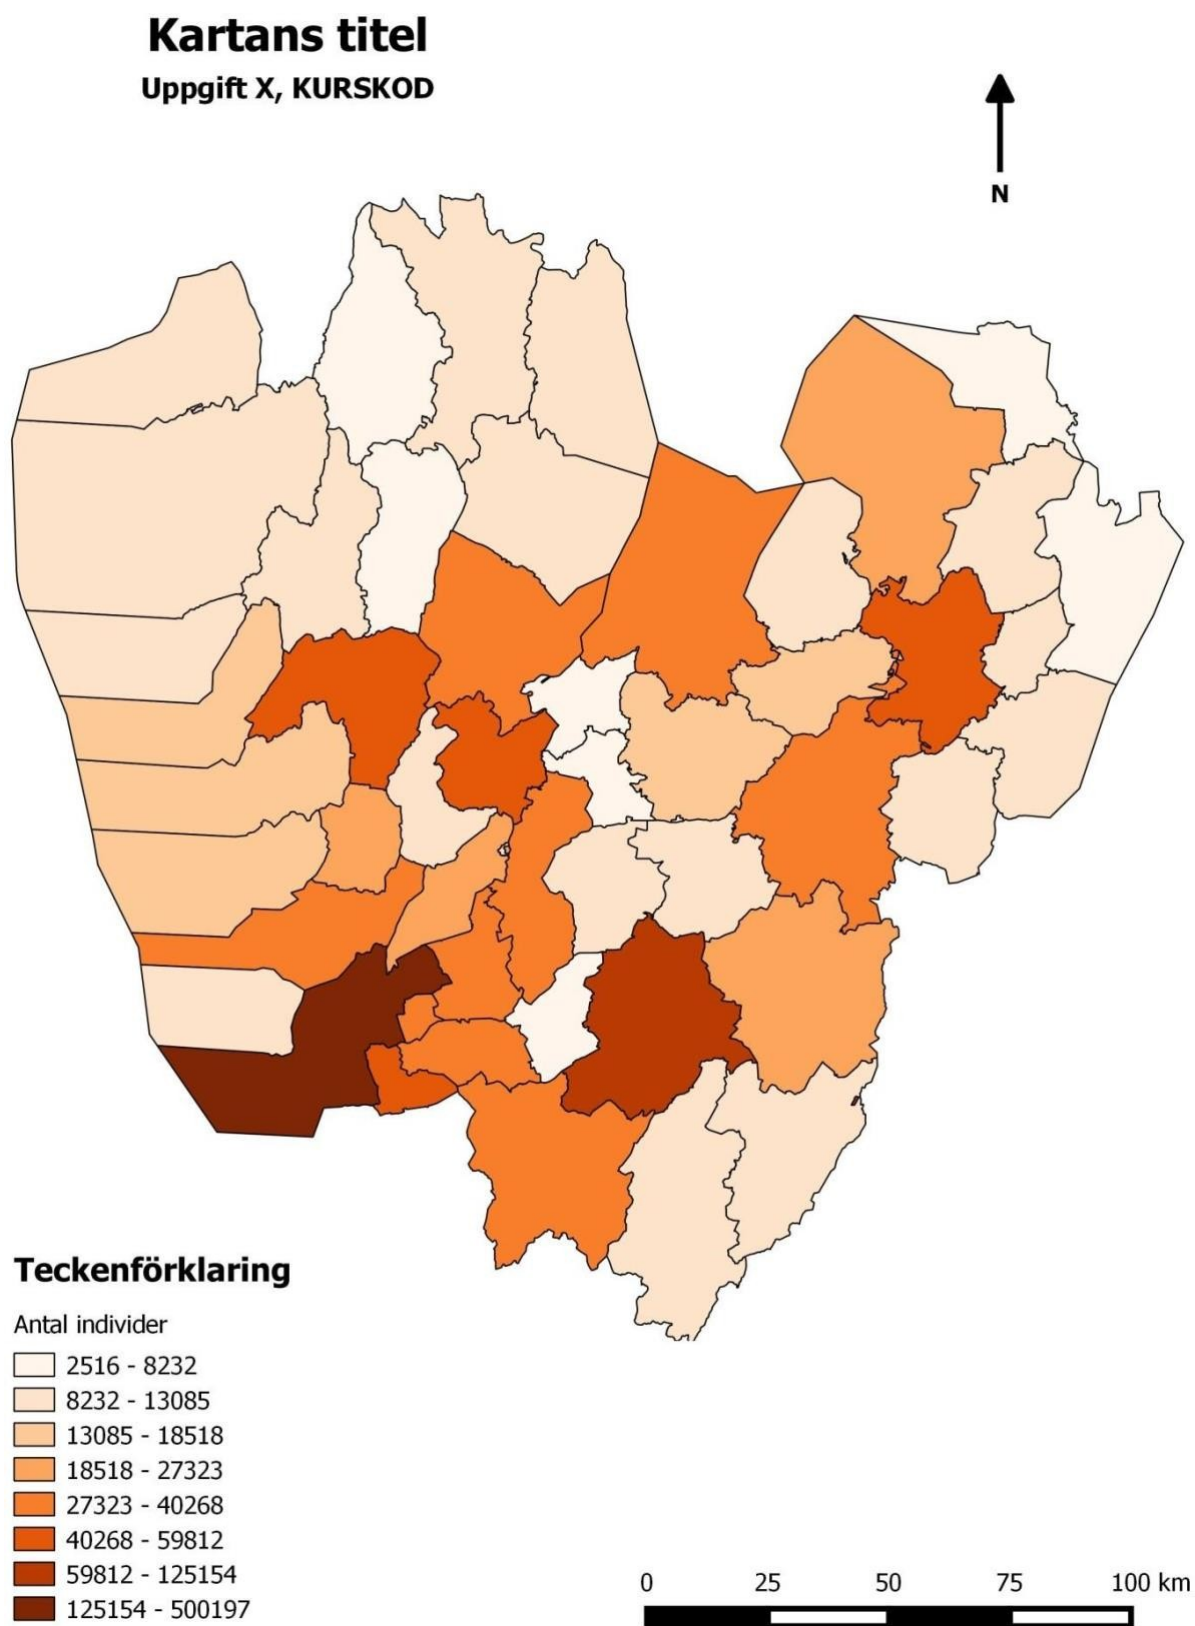 Kartans titel
Uppgift X, KURSKOD
N
Teckenförklaring
Antal individer
2516 - 8232
8232 - 13085
13085 - 18518
18518 - 27323
27323 - 40268
40268 - 59812
59812 - 125154
125154 - 500197
0 25 50 75 100 km